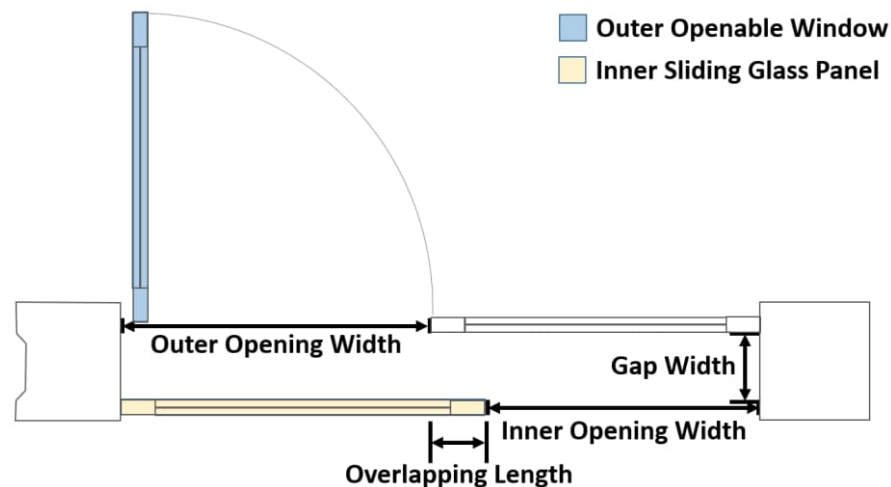 Outer Openable Window
Inner Sliding Glass Panel
Outer Opening Width
Gap Width
Inner Opening Width
Overlapping Length